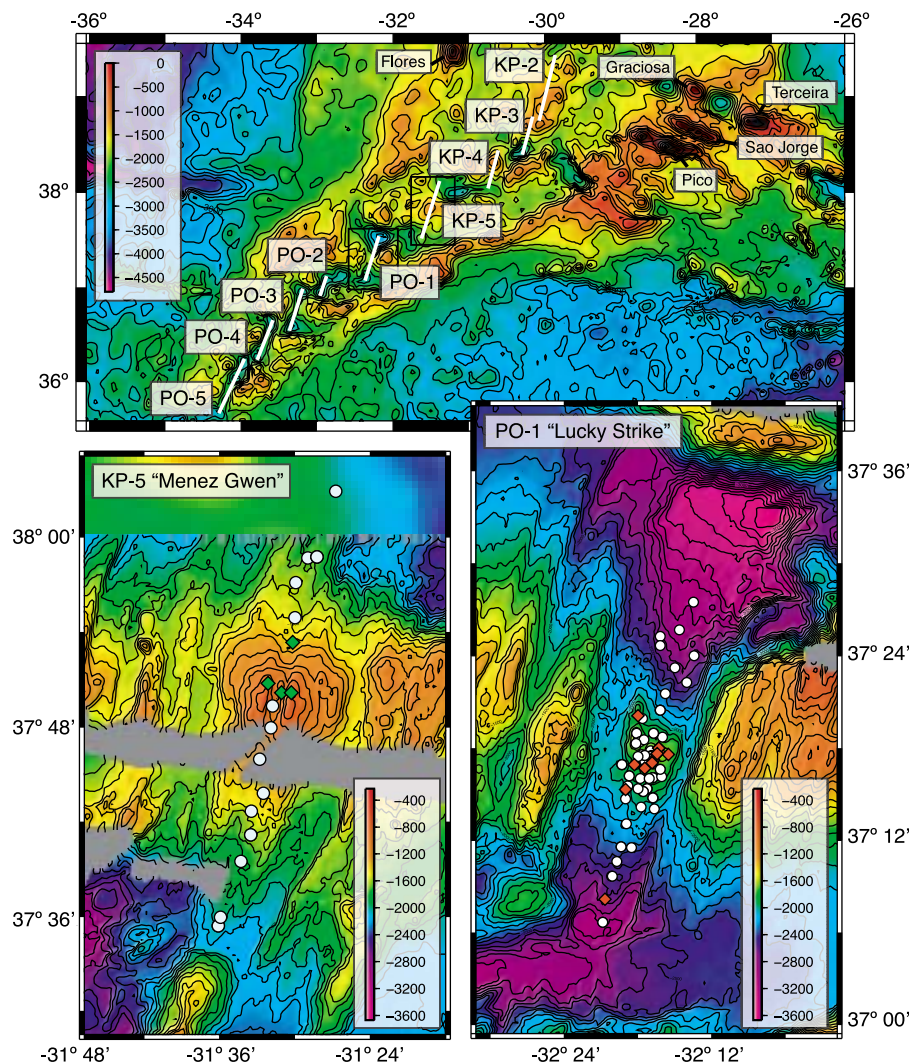 -36° -34° -32° -30° -28° -26°
0
-500
-1000
-1500
-2000
-2500
-3000
-3500
-4000
-4500
Flores
KP-2
Graciosa
Terceira
KP-3
Sao Jorge
KP-4
Pico
38°
KP-5
PO-2
PO-1
PO-3
PO-4
36°
PO-5
PO-1 “Lucky Strike”
KP-5 “Menez Gwen”
38° 00'
37° 48'
37° 36'
-400
-800
-1200
-1600
-2000
-2400
-2800
-3200
-3600
-31° 48' -31° 36' -31° 24'
37° 36'
37° 24'
37° 12'
37° 00'
-400
-800
-1200
-1600
-2000
-2400
-2800
-3200
-3600
-32° 24' -32° 12'